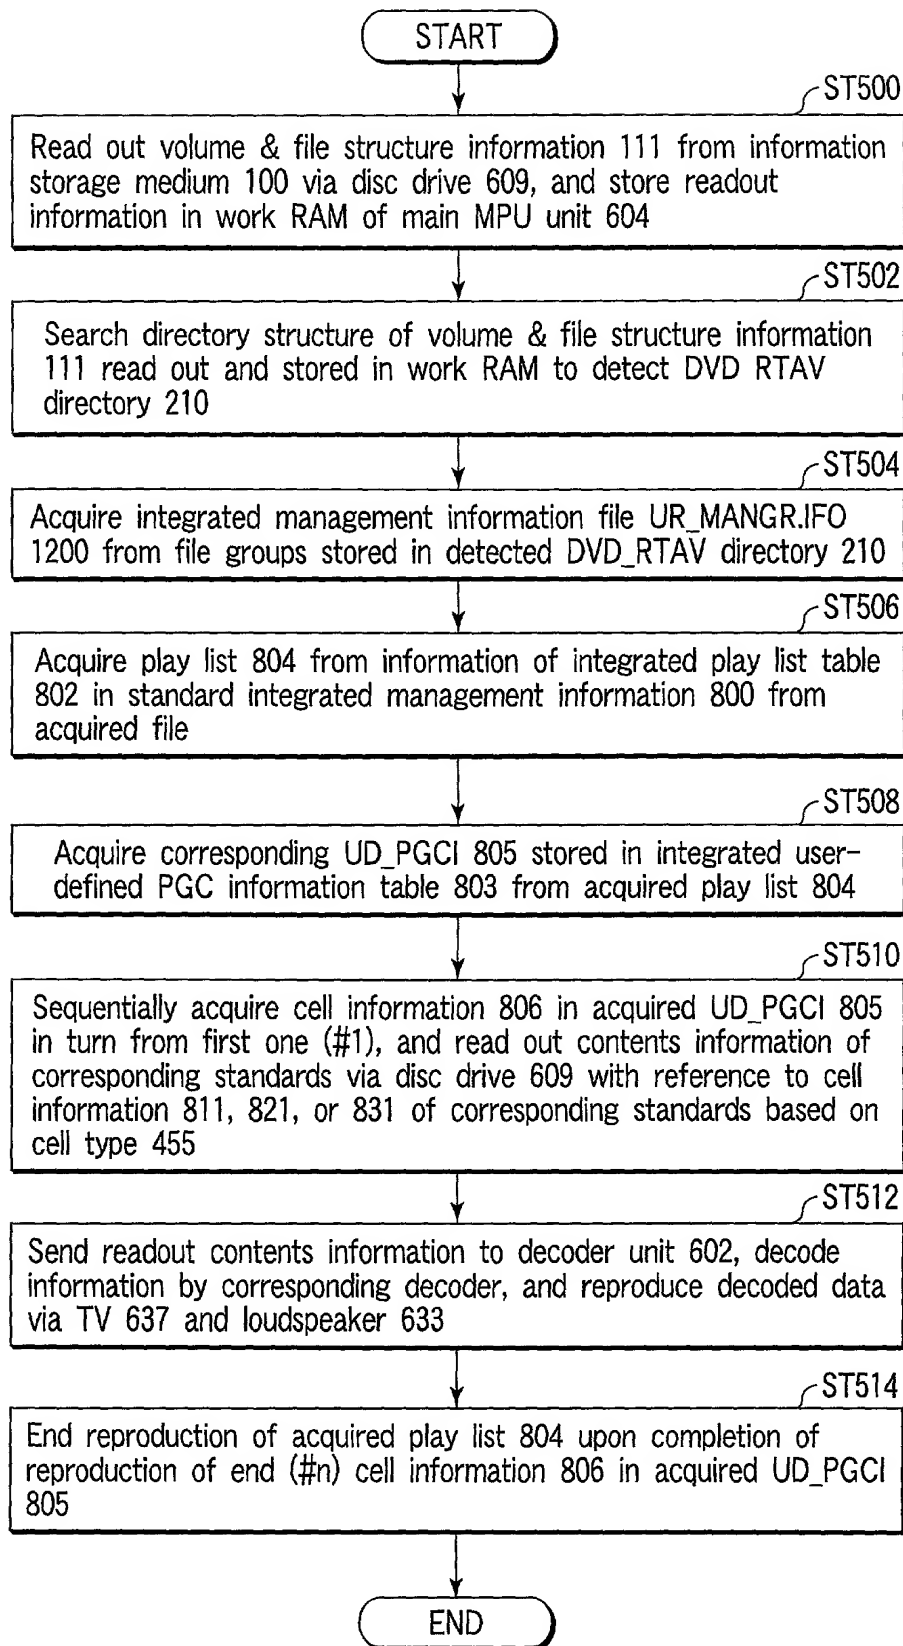 START
ST500
Read out volume & file structure information 111 from information
storage medium 100 via disc drive 609, and store readout
information in work RAM of main MPU unit 604
ST502
Search directory structure of volume & file structure information
111 read out and stored in work RAM to detect DVD RTAV
directory 210
ST504
Acquire integrated management information file UR_MANGR.IFO
1200 from file groups stored in detected DVD_RTAV directory 210
ST506
Acquire play list 804 from information of integrated play list table
802 in standard integrated management information 800 from
acquired file
ST508
Acquire corresponding UD_PGCI 805 stored in integrated user-
defined PGC information table 803 from acquired play list 804
ST510
Sequentially acquire cell information 806 in acquired UD_PGCI 805
in turn from first one (#1), and read out contents information of
corresponding standards via disc drive 609 with reference to cell
information 811, 821, or 831 of corresponding standards based on
cell type 455
ST512
Send readout contents information to decoder unit 602, decode
information by corresponding decoder, and reproduce decoded data
via TV 637 and loudspeaker 633
ST514
End reproduction of acquired play list 804 upon completion of
reproduction of end (#n) cell information 806 in acquired UD_PGCI
805
END